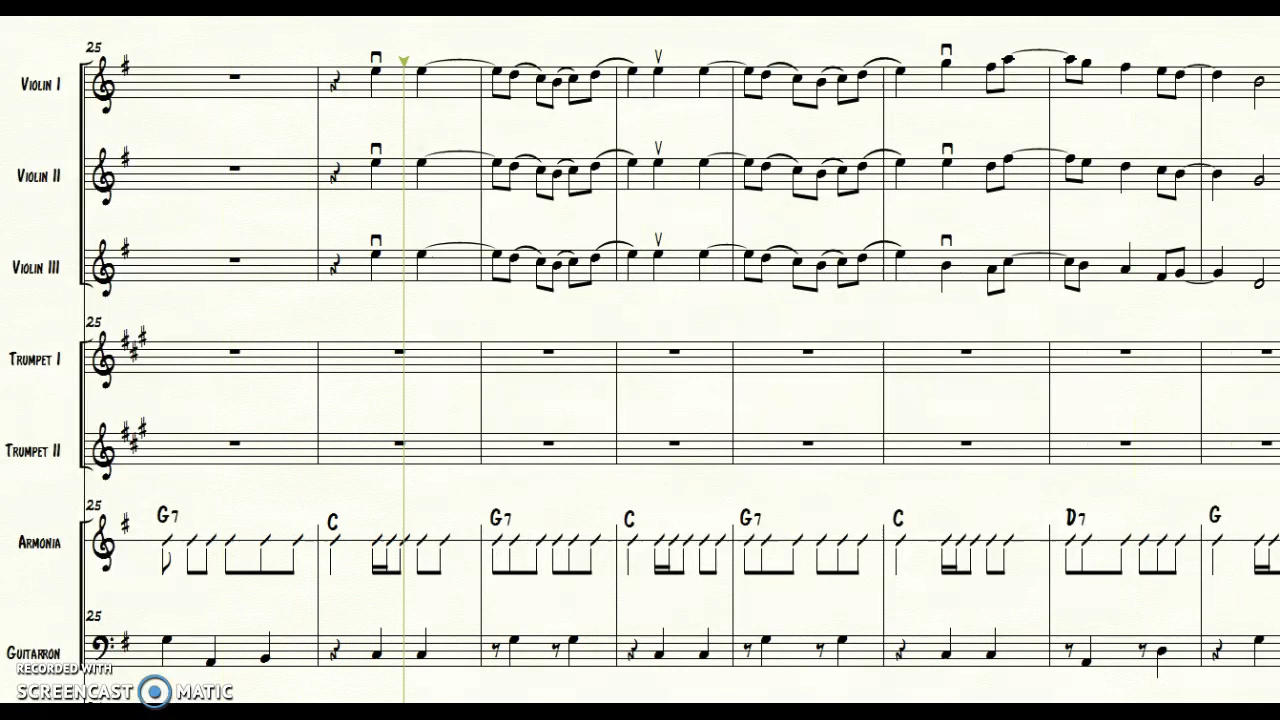 25
VIOLIN I
VIOLIN II
VIOLIN III
25
TRUMPET I
TRUMPET II
25
G7 C G7 C G7 C D7 G
ARMONIA
25
GUITARRON
RECORDED WITH
SCREENCAST MATIC